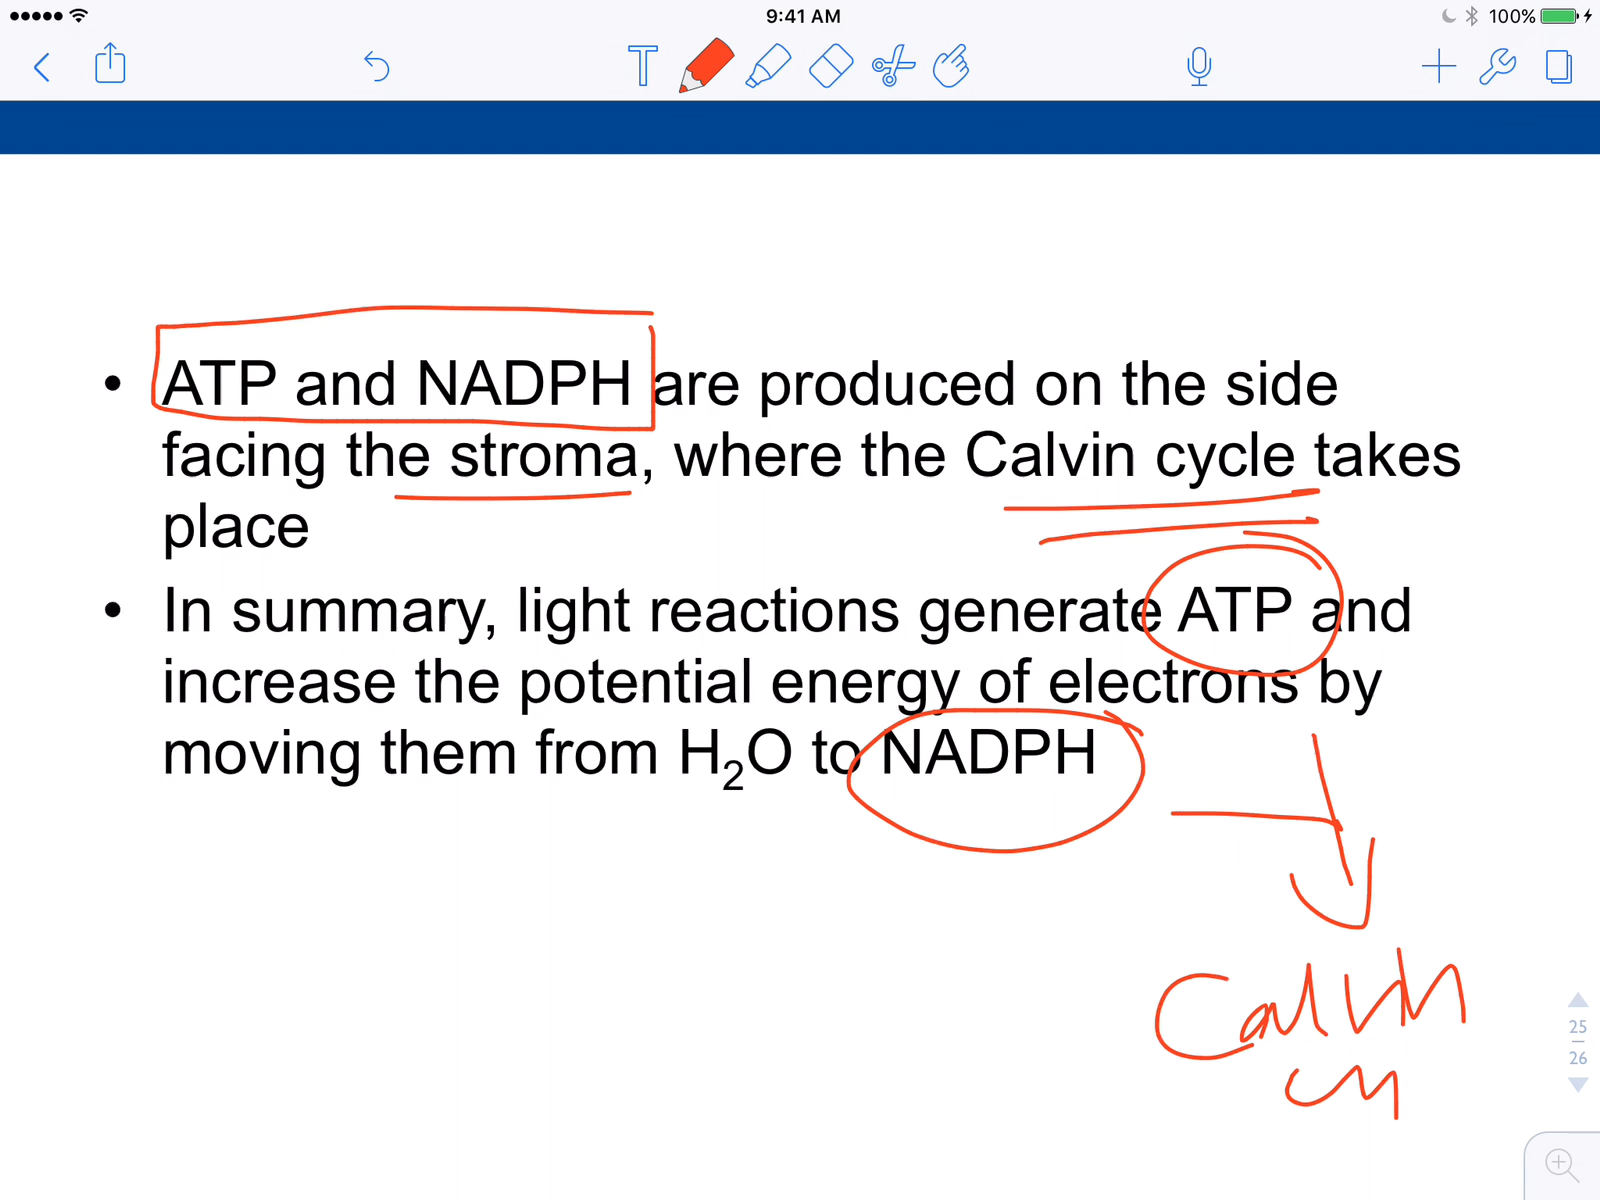 9:41 AM
100%
• ATP and NADPH are produced on the side
facing the stroma, where the Calvin cycle takes
place
• In summary, light reactions generate ATP and
increase the potential energy of electrons by
moving them from H₂O to NADPH
Calvin
25
26